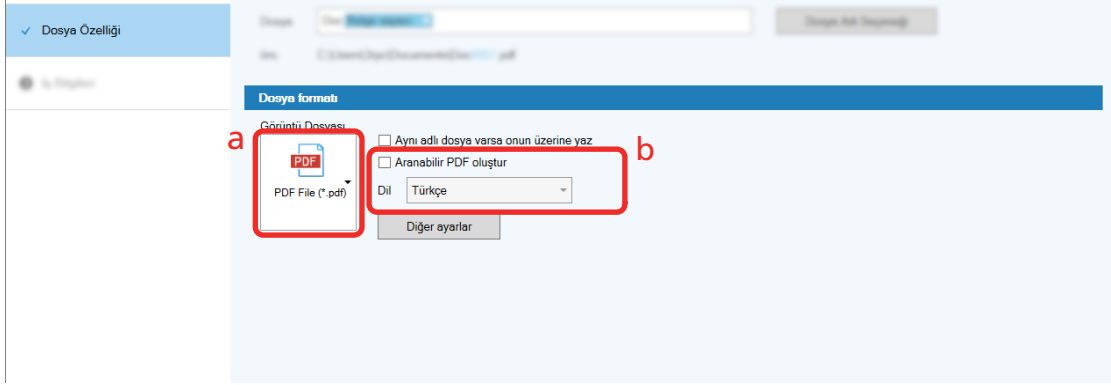 Dosya Özelliği
Dosya
Dosya formatı
Görüntü Dosyası
a
PDF
PDF File (*.pdf)
Aynı adlı dosya varsa onun üzerine yaz
b
Aranabilir PDF oluştur
Dil
Türkçe
Diğer ayarlar